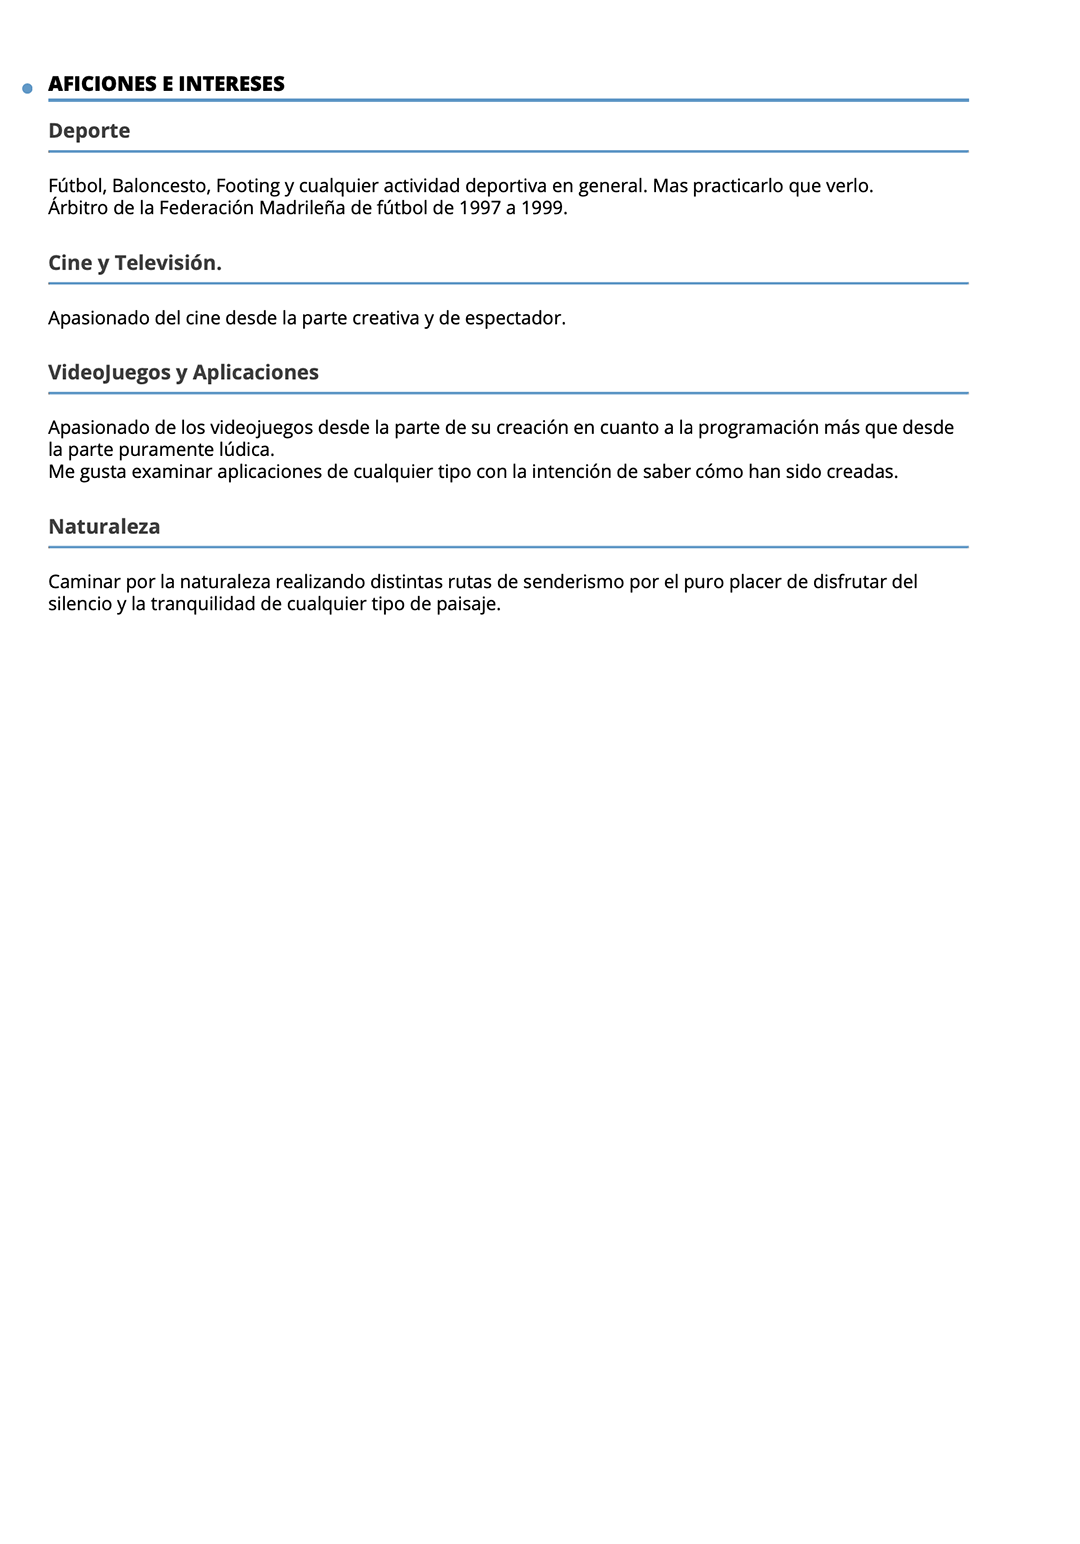 AFICIONES E INTERESES
Deporte
Fútbol, Baloncesto, Footing y cualquier actividad deportiva en general. Mas practicarlo que verlo.
Árbitro de la Federación Madrileña de fútbol de 1997 a 1999.
Cine y Televisión.
Apasionado del cine desde la parte creativa y de espectador.
VideoJuegos y Aplicaciones
Apasionado de los videojuegos desde la parte de su creación en cuanto a la programación más que desde
la parte puramente lúdica.
Me gusta examinar aplicaciones de cualquier tipo con la intención de saber cómo han sido creadas.
Naturaleza
Caminar por la naturaleza realizando distintas rutas de senderismo por el puro placer de disfrutar del
silencio y la tranquilidad de cualquier tipo de paisaje.